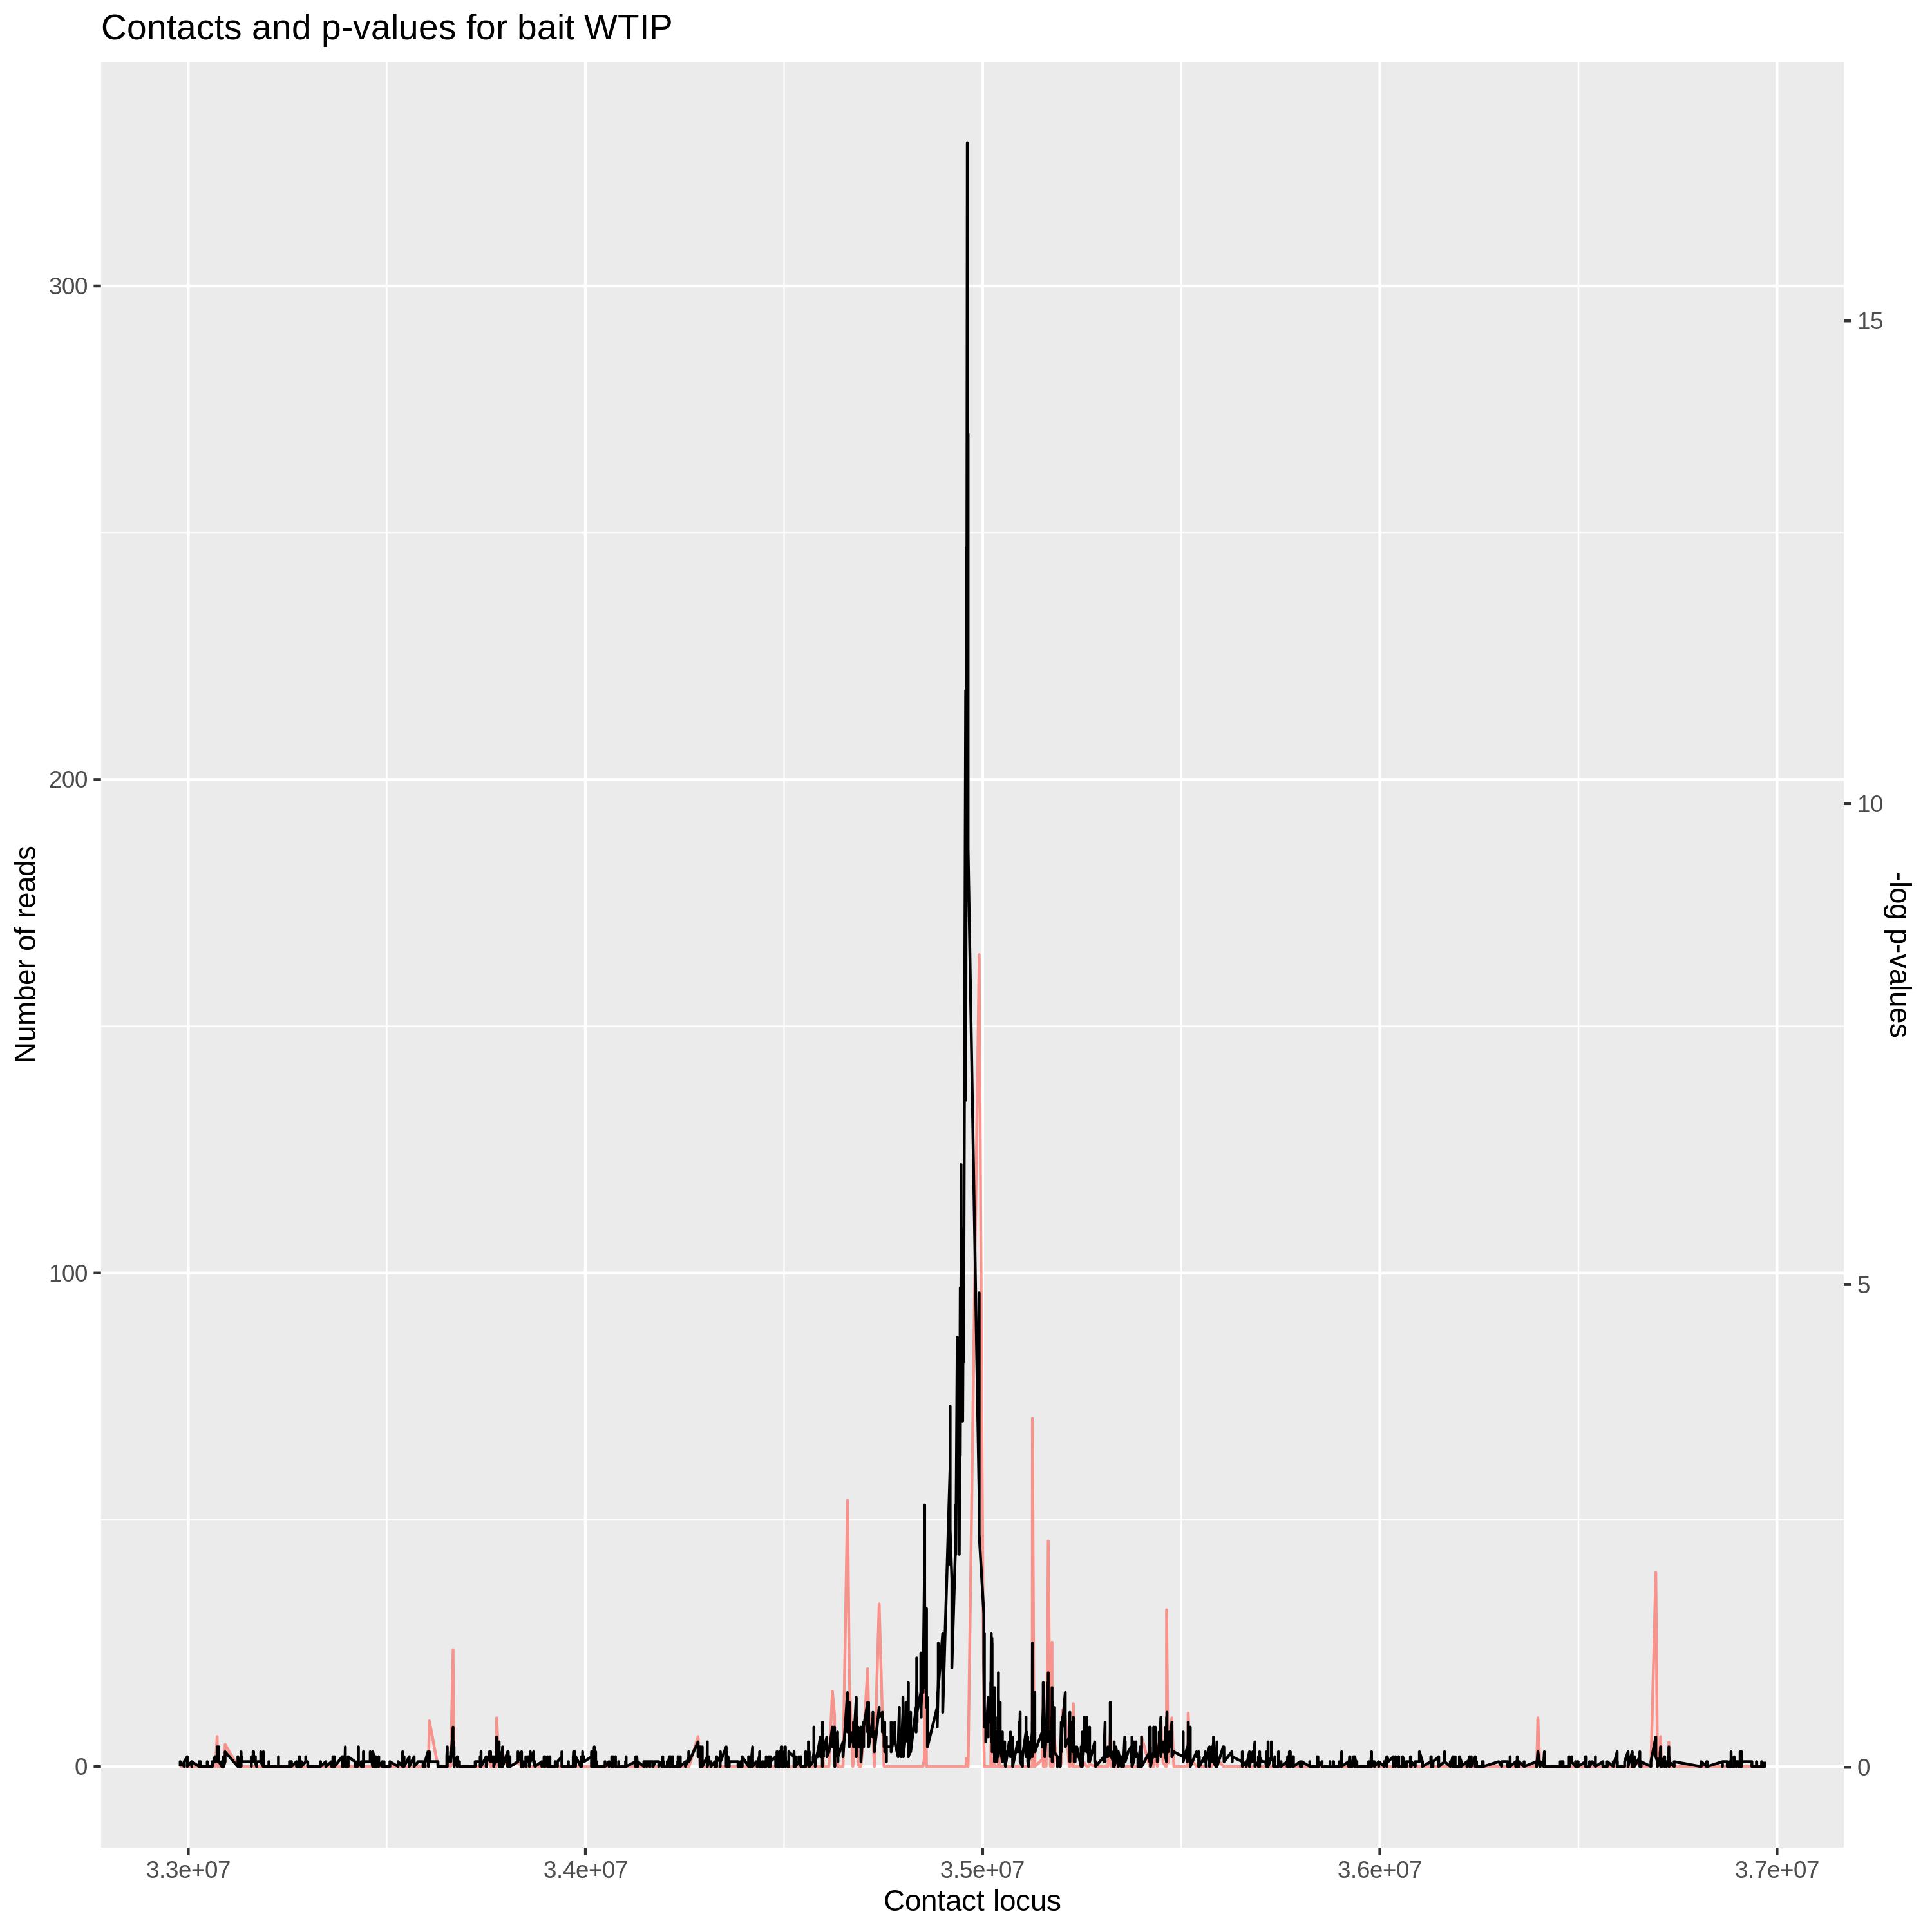 Contacts and p-values for bait WTIP
Number of reads
300
200
100
0
15
10
5
0
-log p-values
3.3e+07
3.4e+07
3.5e+07
3.6e+07
3.7e+07
Contact locus